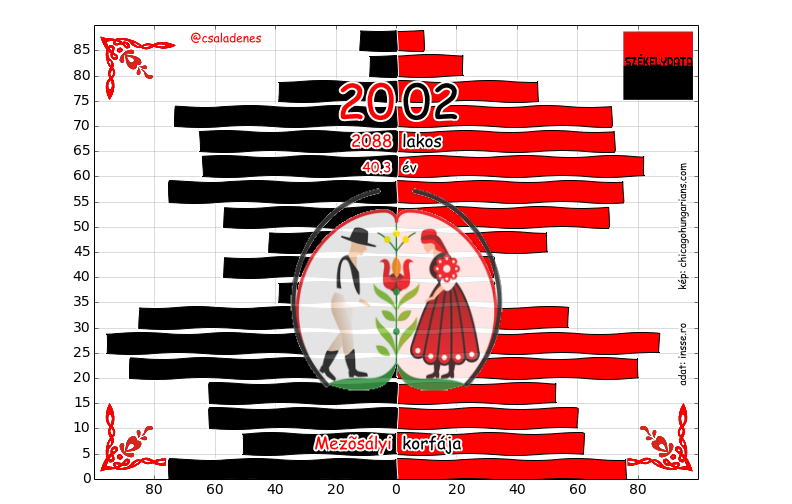 @csaladenes
SZÉKELYDATA
2002
2088 lakos
40.3 év
kép: chicagohungarians.com
adat: insse.ro
Mezõsályi korfája
85
80
75
70
65
60
55
50
45
40
35
30
25
20
15
10
5
0
80 60 40 20 0 20 40 60 80